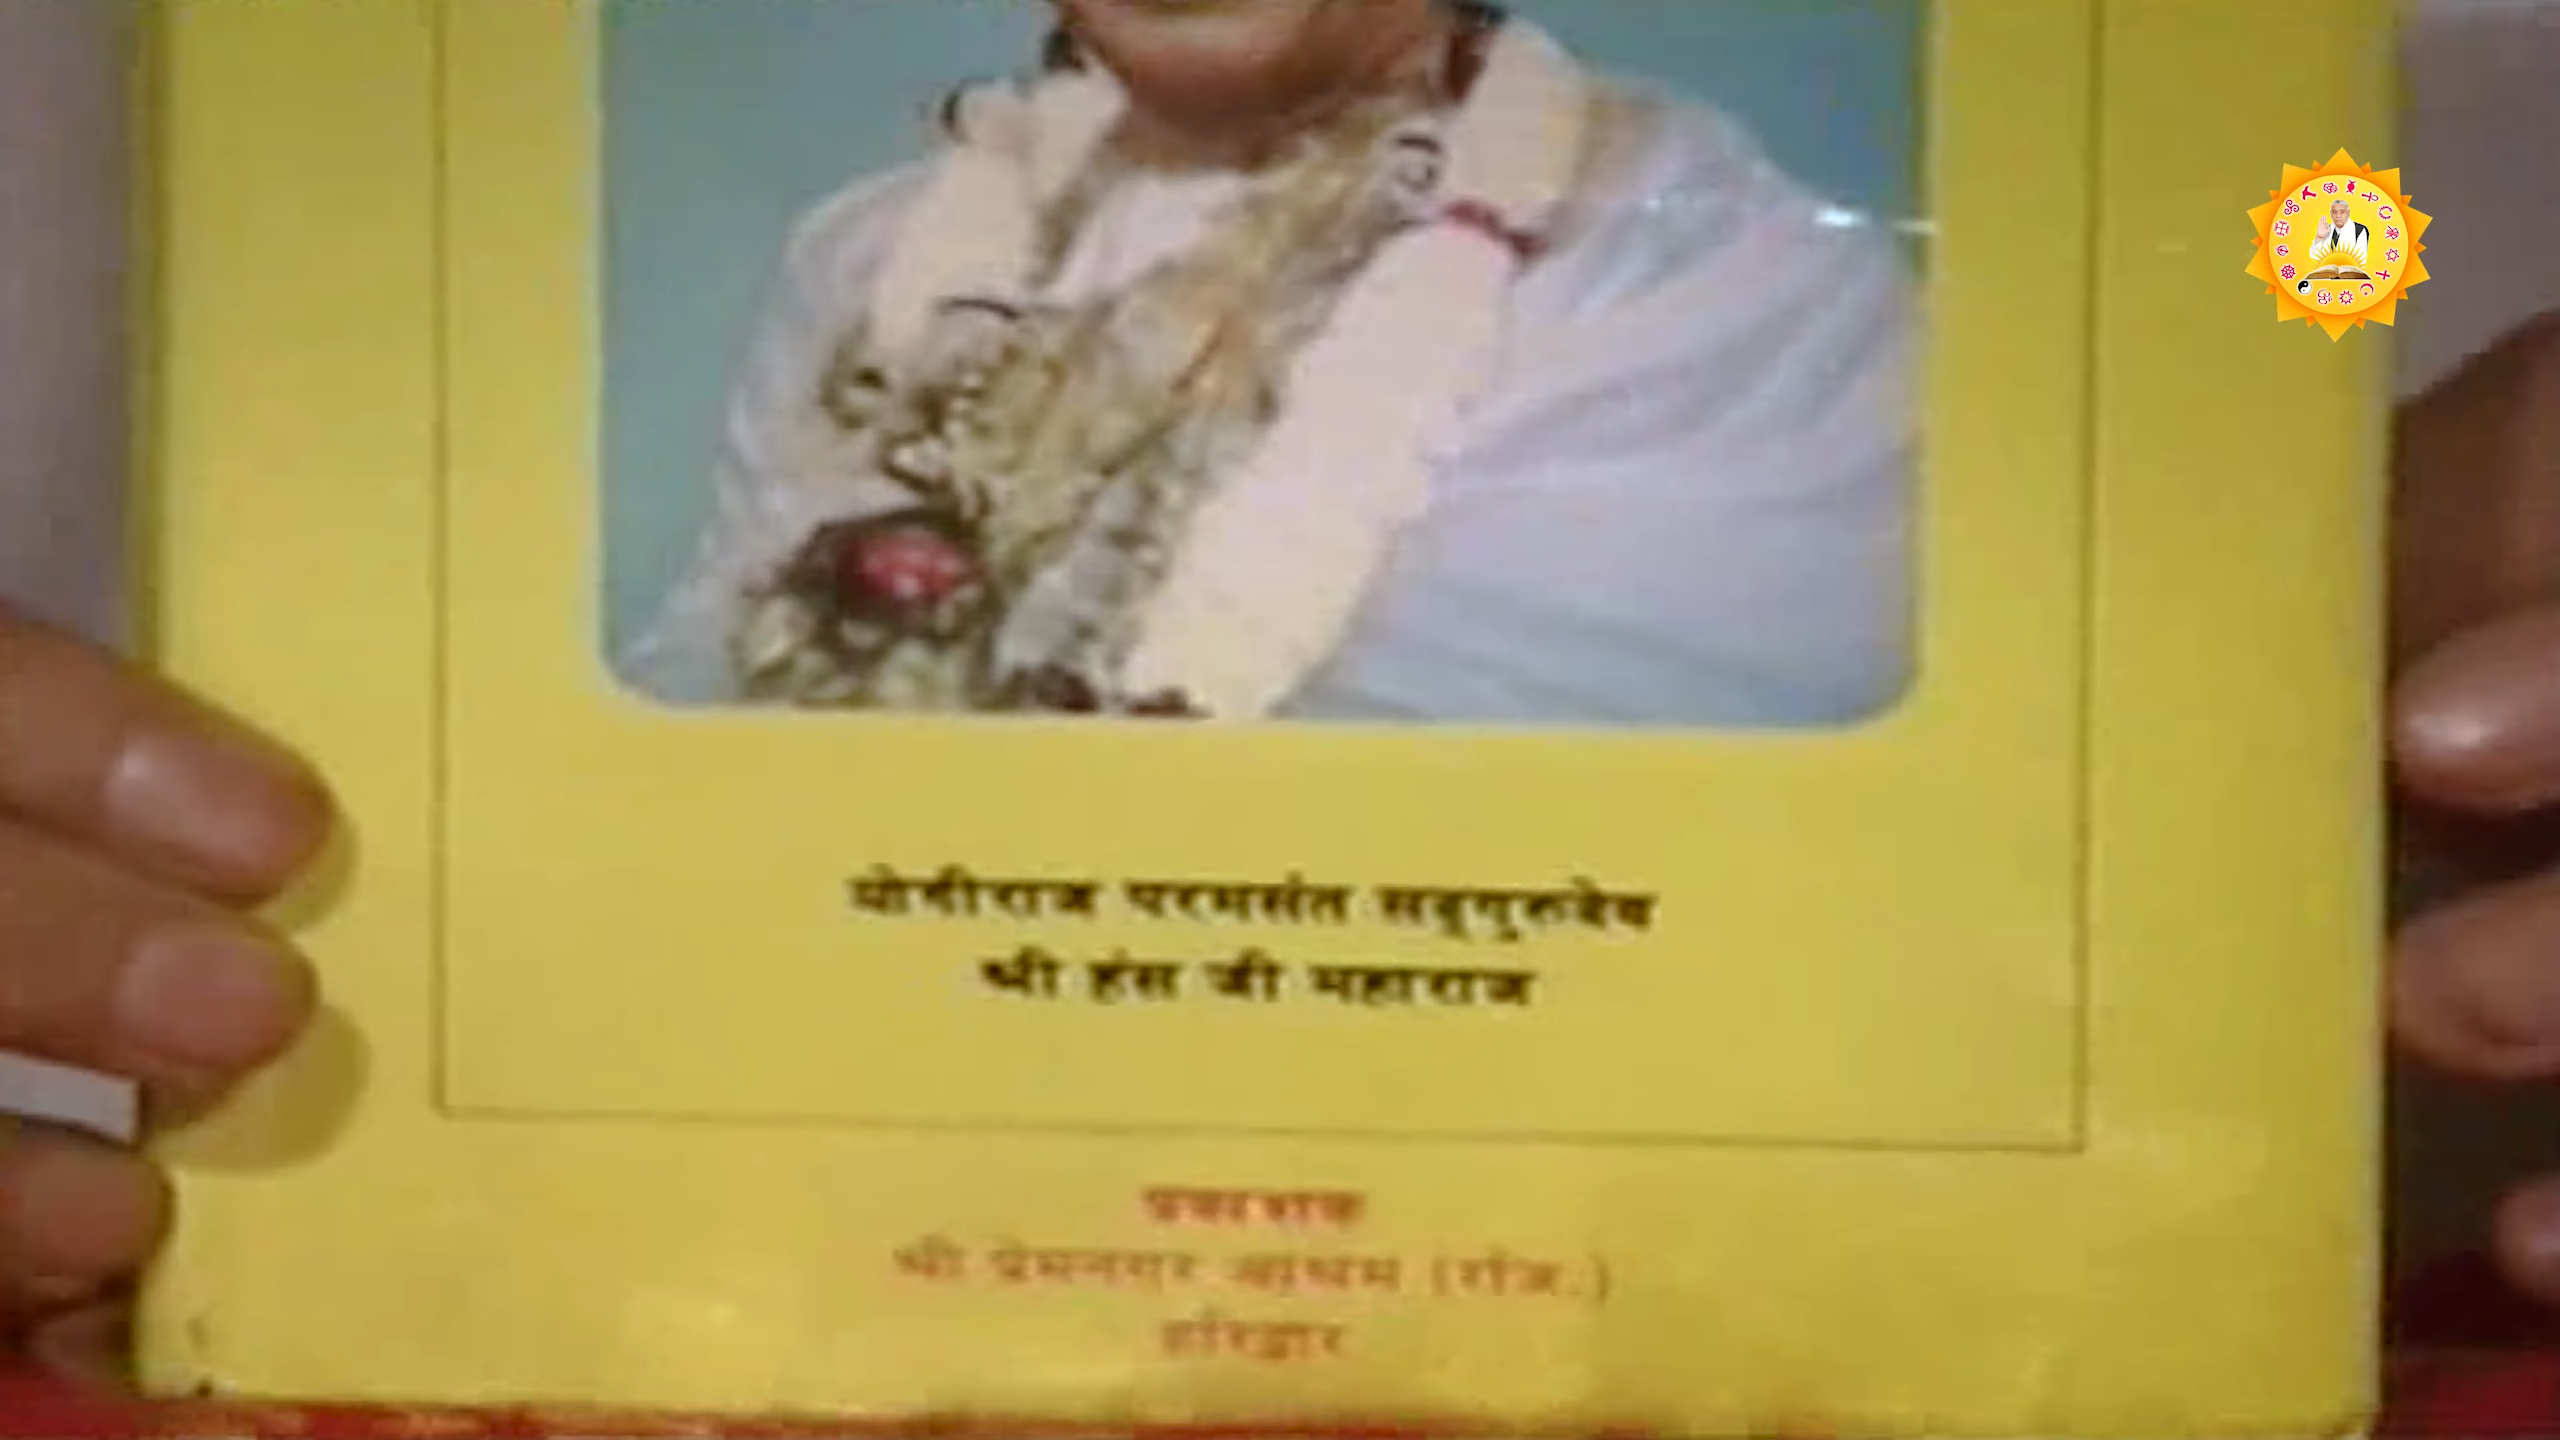 योगीराज परमसंत सद्गुरुदेव
श्री हंस जी महाराज
प्रकाशक
श्री प्रेमनगर आश्रम (रजि.)
हरिद्वार